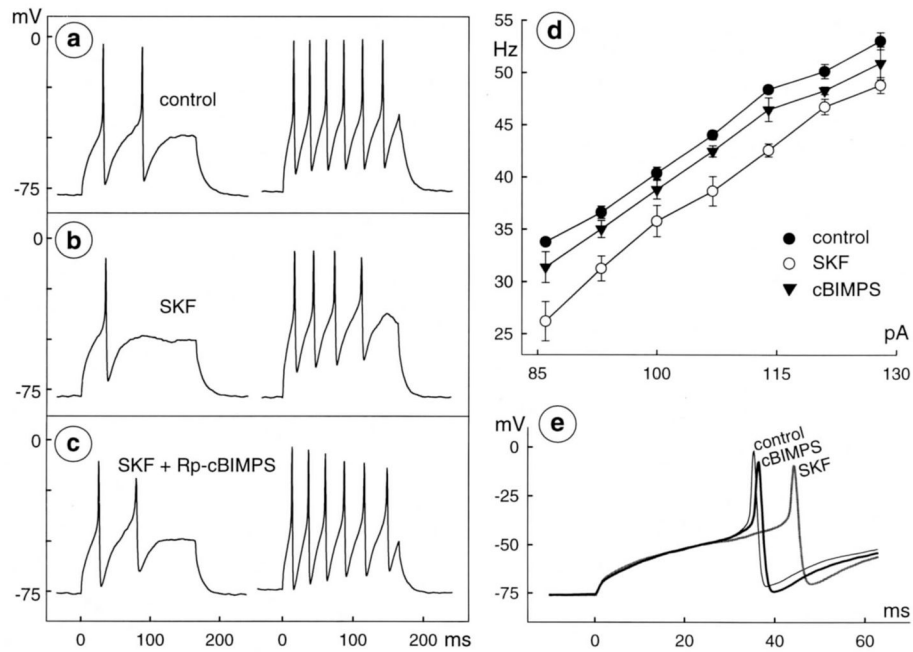 mV
0
-75
a
control
0
-75
b
SKF
0
-75
c
SKF + Rp-cBIMPS
0 100 200 0 100 200 ms
55
Hz
50
45
40
35
30
25
d
control
SKF
cBIMPS
pA
85 100 115 130
mV
0
-25
-50
-75
e
control
cBIMPS
SKF
ms
0 20 40 60